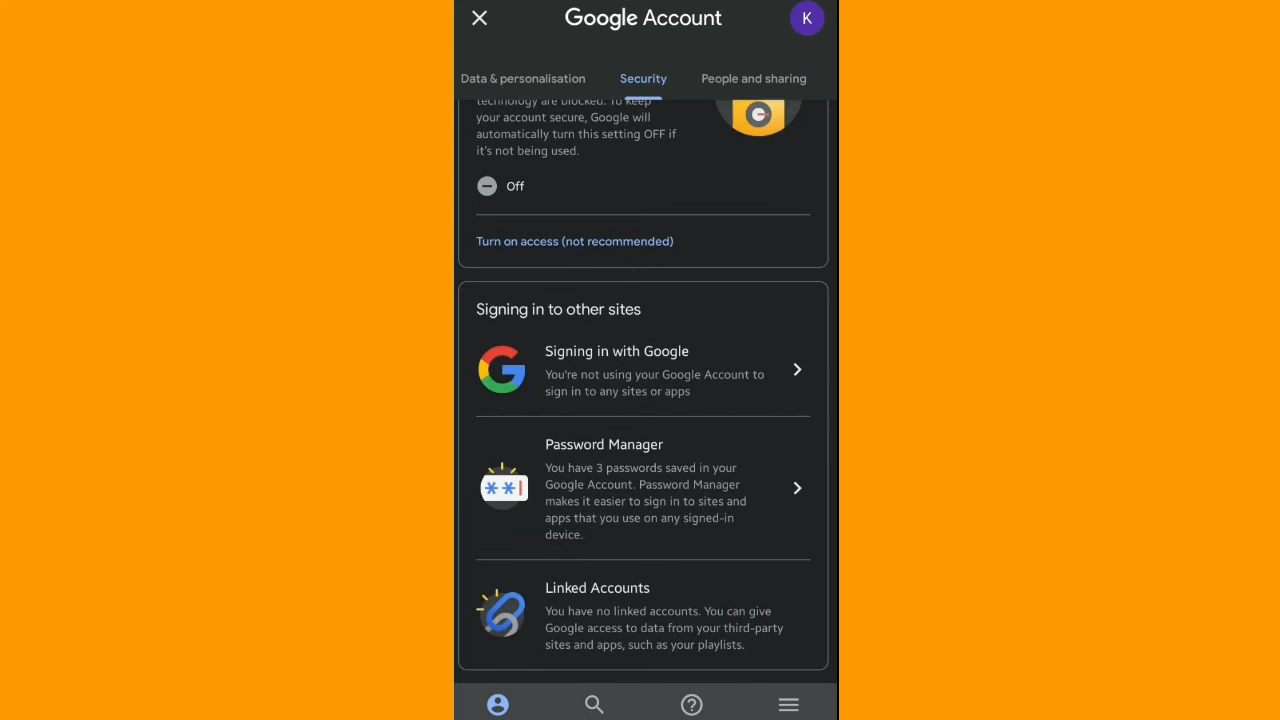 Google Account
K
Data & personalisation
Security
People and sharing
technology are blocked. To keep
your account secure, Google will
automatically turn this setting OFF if
it's not being used.
Off
Turn on access (not recommended)
Signing in to other sites
Signing in with Google
You're not using your Google Account to
sign in to any sites or apps
Password Manager
You have 3 passwords saved in your
Google Account. Password Manager
makes it easier to sign in to sites and
apps that you use on any signed-in
device.
Linked Accounts
You have no linked accounts. You can give
Google access to data from your third-party
sites and apps, such as your playlists.